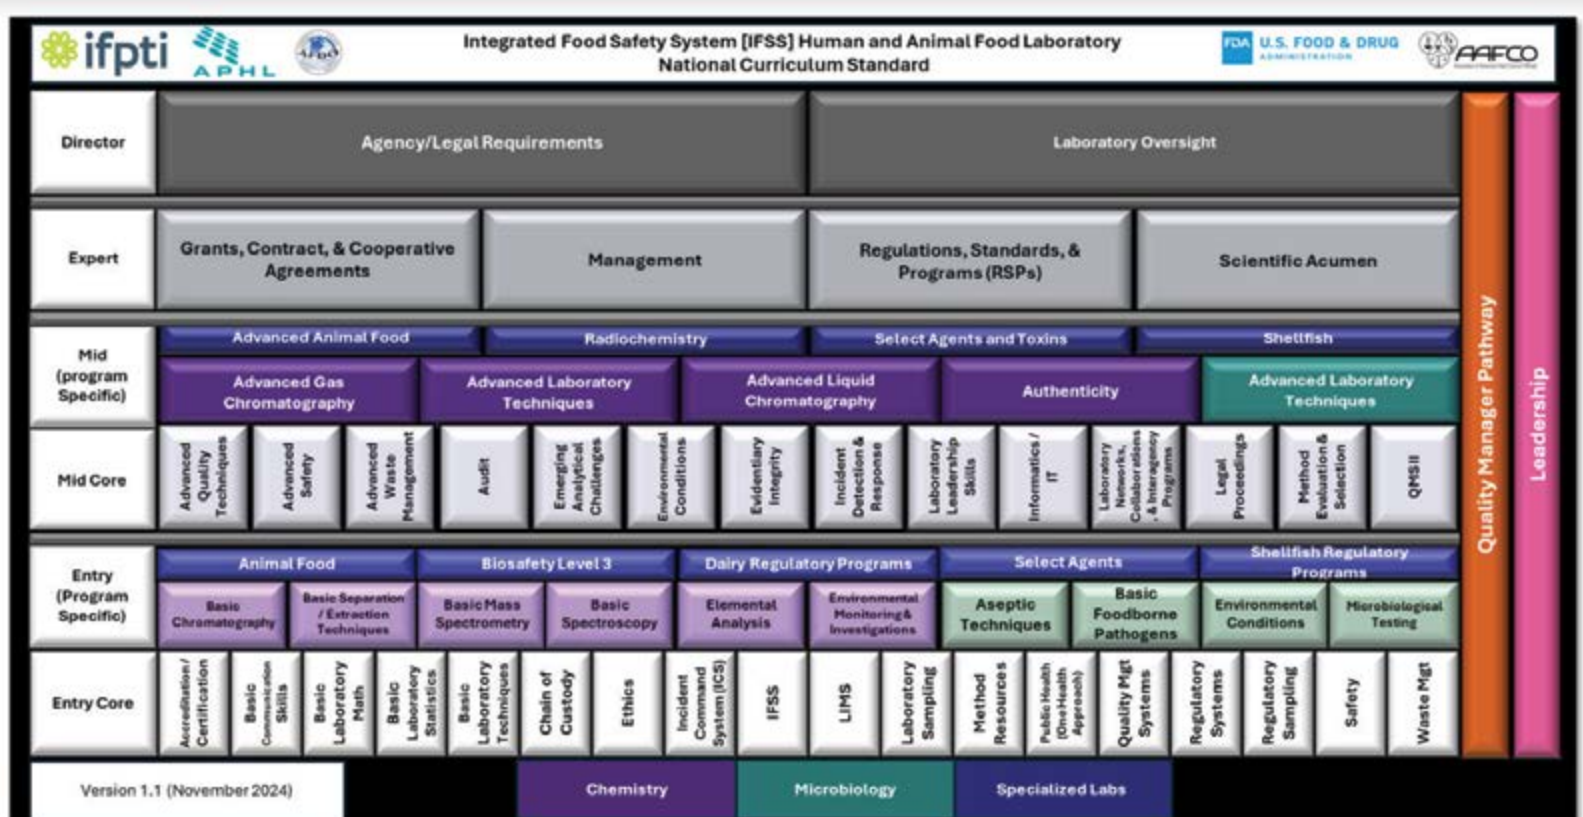 ifpti
APHL
Integrated Food Safety System [IFSS] Human and Animal Food Laboratory
National Curriculum Standard
FDA
U.S. FOOD & DRUG
ADMINISTRATION
AAFCO
Director
Agency/Legal Requirements
Laboratory Oversight
Expert
Grants, Contract, & Cooperative
Agreements
Management
Regulations, Standards, &
Programs (RSPs)
Scientific Acumen
Mid
(program
Specific)
Advanced Animal Food
Radiochemistry
Select Agents and Toxins
Shellfish
Advanced Gas
Chromatography
Advanced Laboratory
Techniques
Advanced Liquid
Chromatography
Authenticity
Advanced Laboratory
Techniques
Mid Core
Advanced
Quality
Techniques
Advanced
Safety
Advanced
Waste
Management
Audit
Emerging
Analytical
Challenges
Environmental
Conditions
Evidentiary
Integrity
Incident
Detection &
Response
Laboratory
Leadership
Skills
Informatics /
IT
Laboratory
Networks,
Collaborations
, & Interagency
Programs
Legal
Proceedings
Method
Evaluation &
Selection
QMS II
Entry
(Program
Specific)
Animal Food
Biosafety Level 3
Dairy Regulatory Programs
Select Agents
Shellfish Regulatory
Programs
Basic
Chromatography
Basic Separation
/ Extraction
Techniques
Basic Mass
Spectrometry
Basic
Spectroscopy
Elemental
Analysis
Environmental
Monitoring &
Investigations
Aseptic
Techniques
Basic
Foodborne
Pathogens
Environmental
Conditions
Microbiological
Testing
Entry Core
Accreditation/
Certification
Basic
Communication
Skills
Basic
Laboratory
Math
Basic
Laboratory
Statistics
Basic
Laboratory
Techniques
Chain of
Custody
Ethics
Incident
Command
System (ICS)
IFSS
LIMS
Laboratory
Sampling
Method
Resources
Public Health
(One Health
Approach)
Quality Mgt
Systems
Regulatory
Systems
Regulatory
Sampling
Safety
Waste Mgt
Quality Manager Pathway
Leadership
Version 1.1 (November 2024)
Chemistry
Microbiology
Specialized Labs